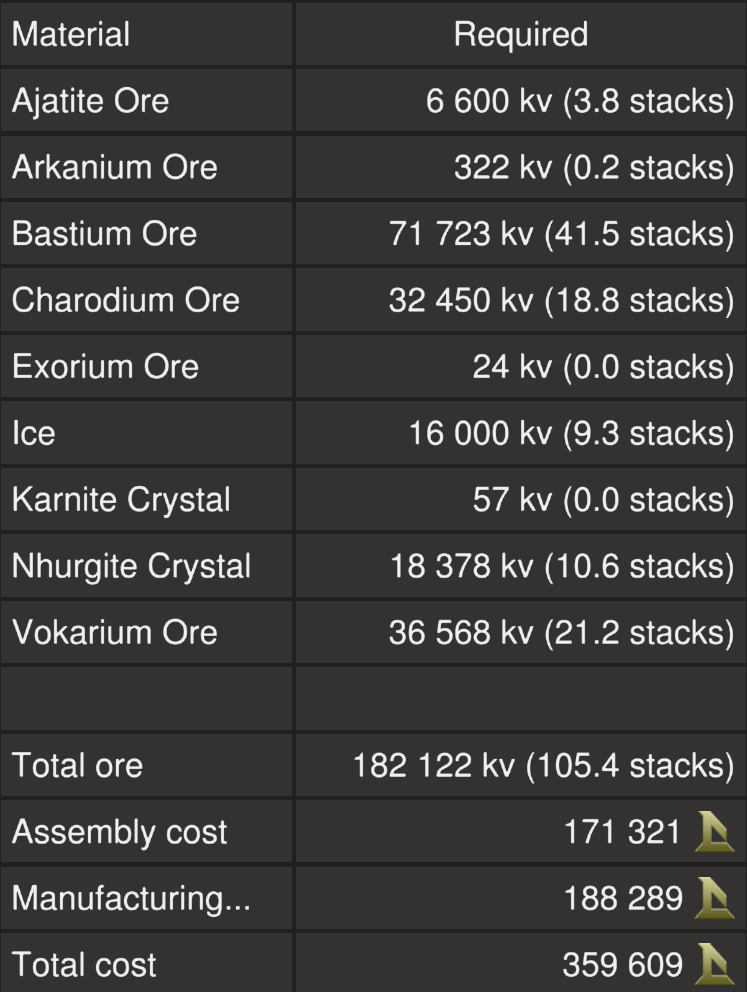 Material Required
Ajatite Ore 6 600 kv (3.8 stacks)
Arkanium Ore 322 kv (0.2 stacks)
Bastium Ore 71 723 kv (41.5 stacks)
Charodium Ore 32 450 kv (18.8 stacks)
Exorium Ore 24 kv (0.0 stacks)
Ice 16 000 kv (9.3 stacks)
Karnite Crystal 57 kv (0.0 stacks)
Nhurgite Crystal 18 378 kv (10.6 stacks)
Vokarium Ore 36 568 kv (21.2 stacks)
Total ore 182 122 kv (105.4 stacks)
Assembly cost 171 321
Manufacturing... 188 289
Total cost 359 609